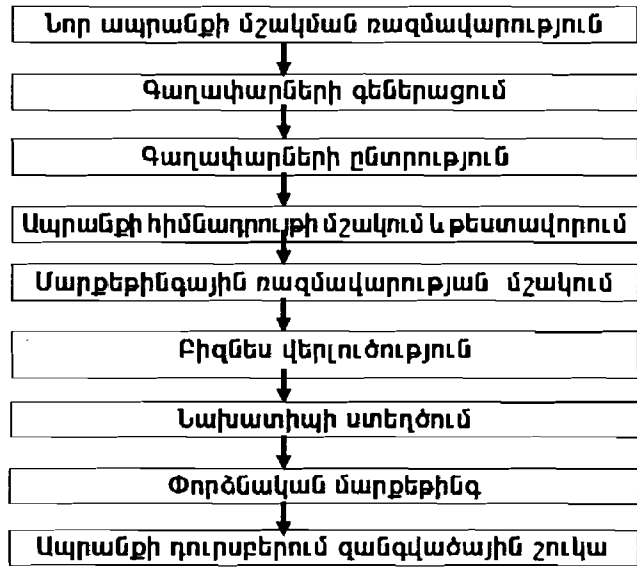 Նոր ապրանքի մշակման ռազմավարություն
Գաղափարների գեներացում
Գաղափարների ընտրություն
Ապրանքի հիմնադրույթի մշակում և թեստավորում
Մարքեթինգային ռազմավարության մշակում
Բիզնես վերլուծություն
Նախատիպի ստեղծում
Փորձնական մարքեթինգ
Ապրանքի դուրսբերում զանգվածային շուկա